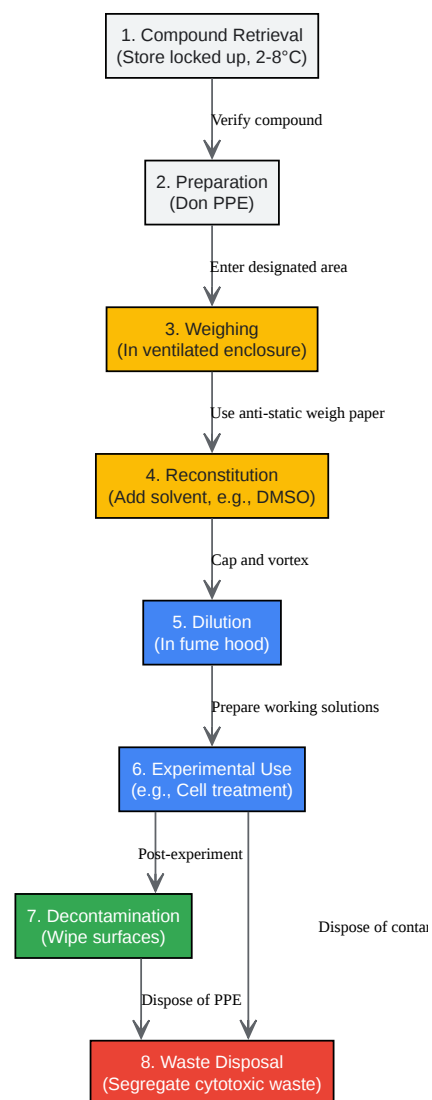 1. Compound Retrieval
(Store locked up, 2-8°C)
Verify compound
2. Preparation
(Don PPE)
Enter designated area
3. Weighing
(In ventilated enclosure)
Use anti-static weigh paper
4. Reconstitution
(Add solvent, e.g., DMSO)
Cap and vortex
5. Dilution
(In fume hood)
Prepare working solutions
6. Experimental Use
(e.g., Cell treatment)
Post-experiment
7. Decontamination
(Wipe surfaces)
Dispose of
Dispose of PPE
8. Waste Disposal
(Segregate cytotoxic waste)